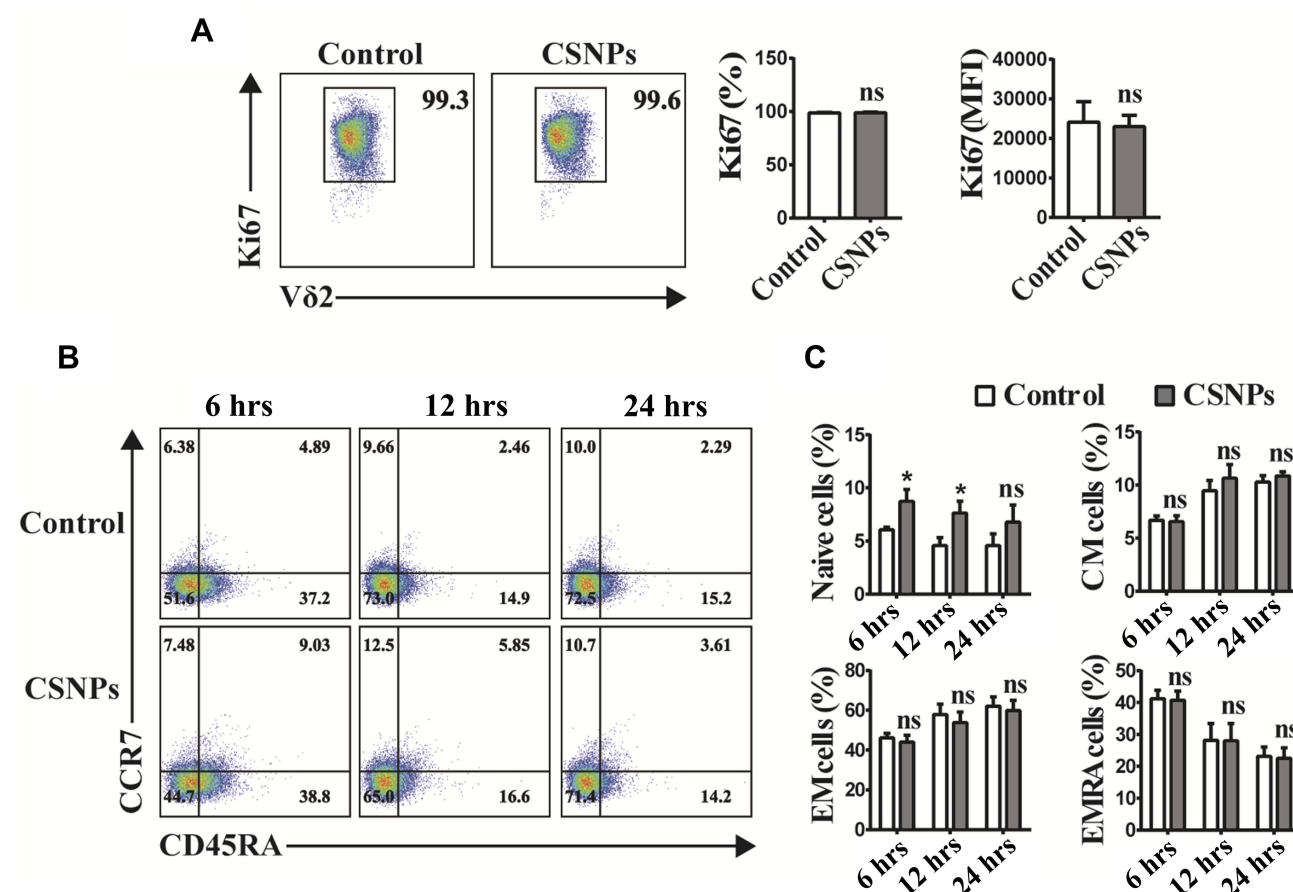 A
Control CSNPs
99.3 99.6
Ki67
Vδ2
Ki67 (%)
150
100
50
0
ns
Control CSNPs
Ki67(MFI)
40000
30000
20000
10000
0
ns
Control CSNPs
B
6 hrs 12 hrs 24 hrs
Control
6.38 4.89 9.66 2.46 10.0 2.29
51.6 37.2 73.0 14.9 72.5 15.2
CSNPs
7.48 9.03 12.5 5.85 10.7 3.61
44.7 38.8 65.0 16.6 71.4 14.2
CCR7
CD45RA
C
Control CSNPs
Naive cells (%)
15
10
5
0
* * ns
6 hrs 12 hrs 24 hrs
CM cells (%)
15
10
5
0
ns ns ns
6 hrs 12 hrs 24 hrs
EM cells (%)
80
60
40
20
0
ns ns ns
6 hrs 12 hrs 24 hrs
EMRA cells (%)
50
40
30
20
10
0
ns ns ns
6 hrs 12 hrs 24 hrs